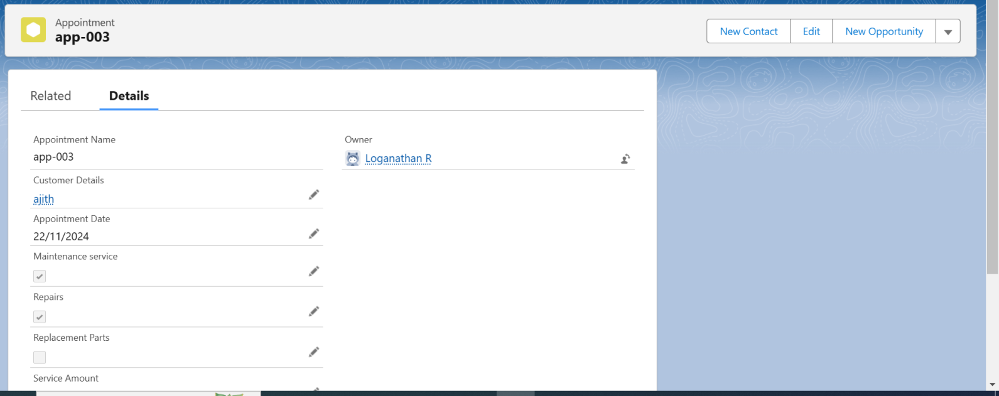 Appointment
app-003
New Contact
Edit
New Opportunity
Related
Details
Appointment Name
app-003
Owner
Loganathan R
Customer Details
ajith
Appointment Date
22/11/2024
Maintenance service
Repairs
Replacement Parts
Service Amount